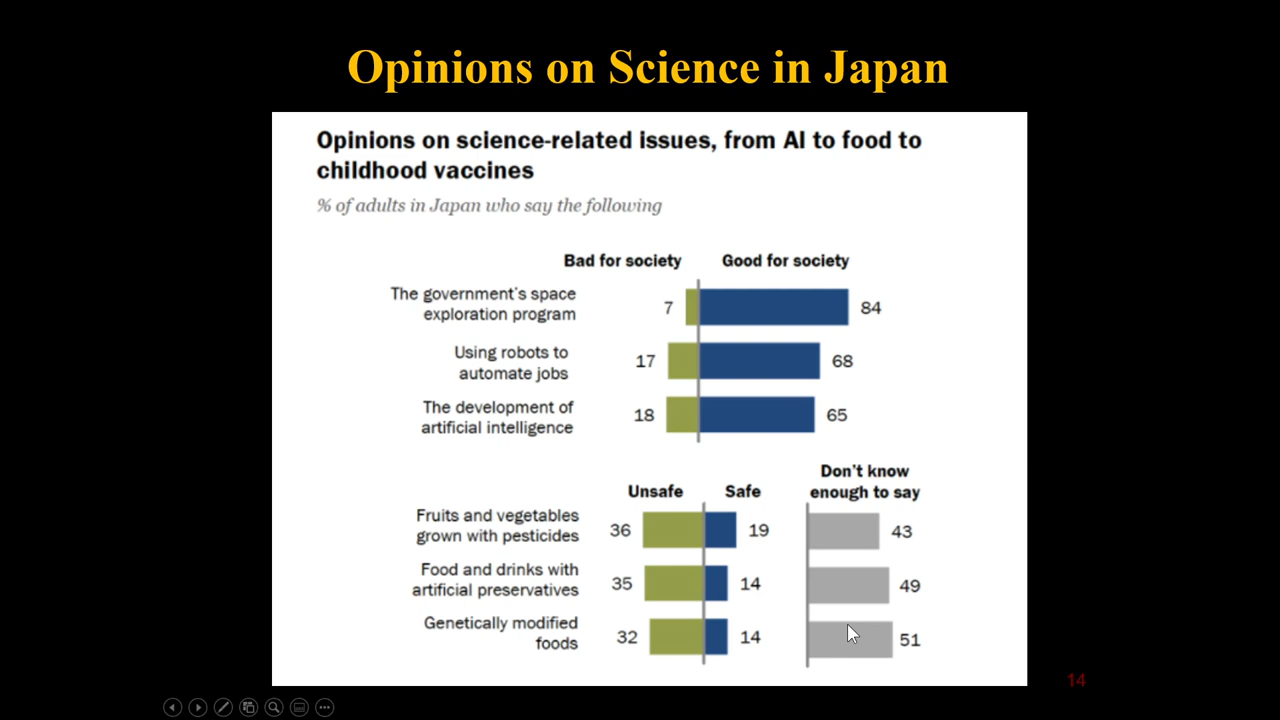 Opinions on Science in Japan
Opinions on science-related issues, from AI to food to
childhood vaccines
% of adults in Japan who say the following
Bad for society Good for society
The government's space
exploration program
7 84
Using robots to
automate jobs
17 68
The development of
artificial intelligence
18 65
Don't know
enough to say
Unsafe Safe
Fruits and vegetables
grown with pesticides
36 19 43
Food and drinks with
artificial preservatives
35 14 49
Genetically modified
foods
32 14 51
14